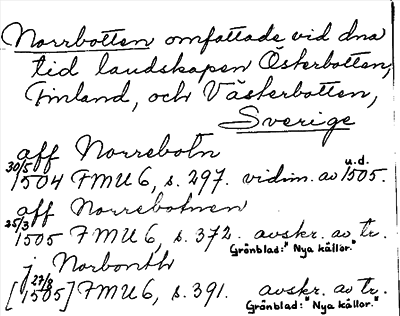 Norrbotten omfattade vid dna
tid landskapen Österbotten,
Finland, och Västerbotten,
Sverige
aff Norrebotn
30/5 1504 FMU 6, s. 297. vidim. av u.d. 1505.
aff Norrebotnen
25/3 1505 FMU 6, s. 372. avskr. av tr.
Grönblad: "Nya källor."
j Norbonth
[27/8 1505] FMU 6, s. 391. avskr. av tr.
Grönblad: "Nya källor."